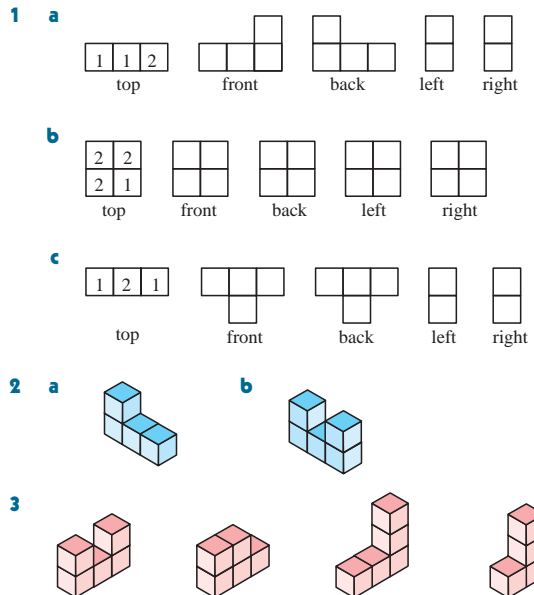 1 a
1 1 2
top front back left right
b
2 2
2 1
top front back left right
c
1 2 1
top front back left right
2 a b
3